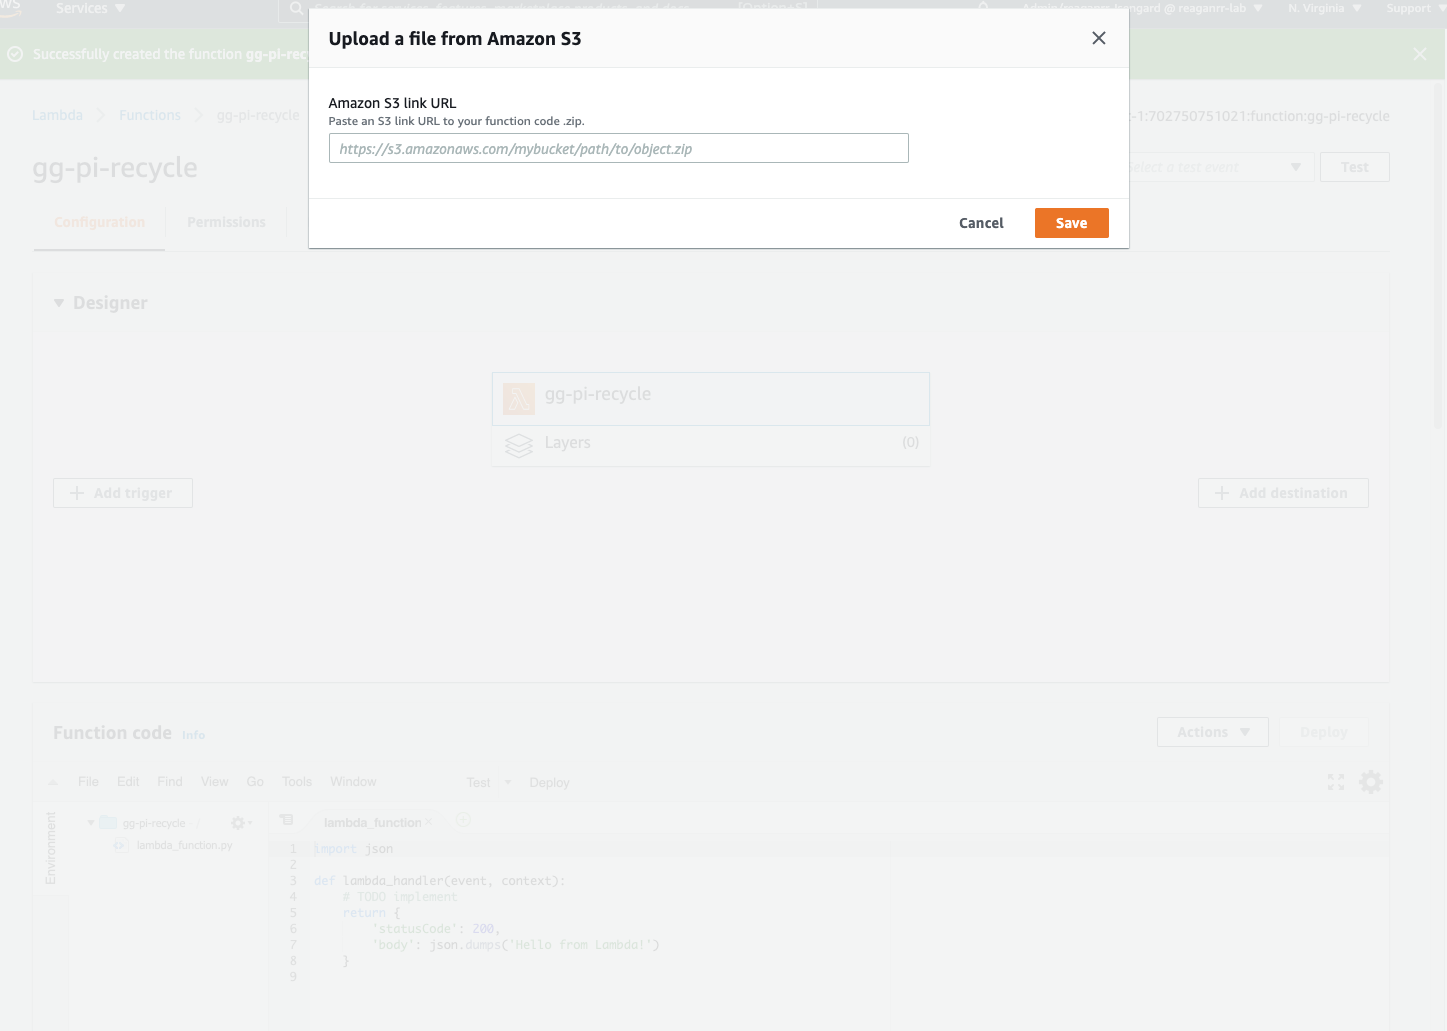 Services
Upload a file from Amazon S3
N. Virginia
Support
Successfully created the function gg-pi-rec
Amazon S3 link URL
Paste an S3 link URL to your function code .zip.
https://s3.amazonaws.com/mybucket/path/to/object.zip
Cancel
Save
Lambda
Functions
gg-pi-recycle
-1:702750751021:function:gg-pi-recycle
gg-pi-recycle
Select a test event
Test
Configuration
Permissions
Designer
gg-pi-recycle
Layers
(0)
Add trigger
Add destination
Function code
Info
Actions
Deploy
File Edit Find View Go Tools Window Test Deploy
Environment
gg-pi-recycle - /
lambda_function.py
lambda_function
1 import json
2
3 def lambda_handler(event, context):
4 # TODO implement
5 return {
6 'statusCode': 200,
7 'body': json.dumps('Hello from Lambda!')
8 }
9